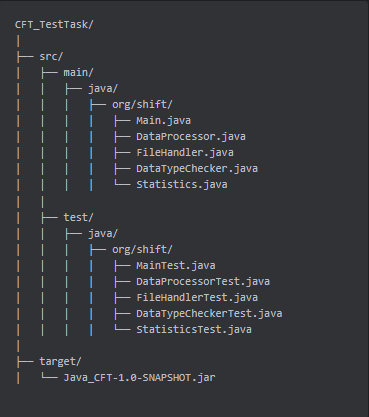 CFT_TestTask/
│
├── src/
│   ├── main/
│   │   ├── java/
│   │   │   ├── org/shift/
│   │   │   │   ├── Main.java
│   │   │   │   ├── DataProcessor.java
│   │   │   │   ├── FileHandler.java
│   │   │   │   ├── DataTypeChecker.java
│   │   │   │   └── Statistics.java
│   │   │
│   ├── test/
│   │   ├── java/
│   │   │   ├── org/shift/
│   │   │   │   ├── MainTest.java
│   │   │   │   ├── DataProcessorTest.java
│   │   │   │   ├── FileHandlerTest.java
│   │   │   │   ├── DataTypeCheckerTest.java
│   │   │   │   └── StatisticsTest.java
│
├── target/
│   └── Java_CFT-1.0-SNAPSHOT.jar